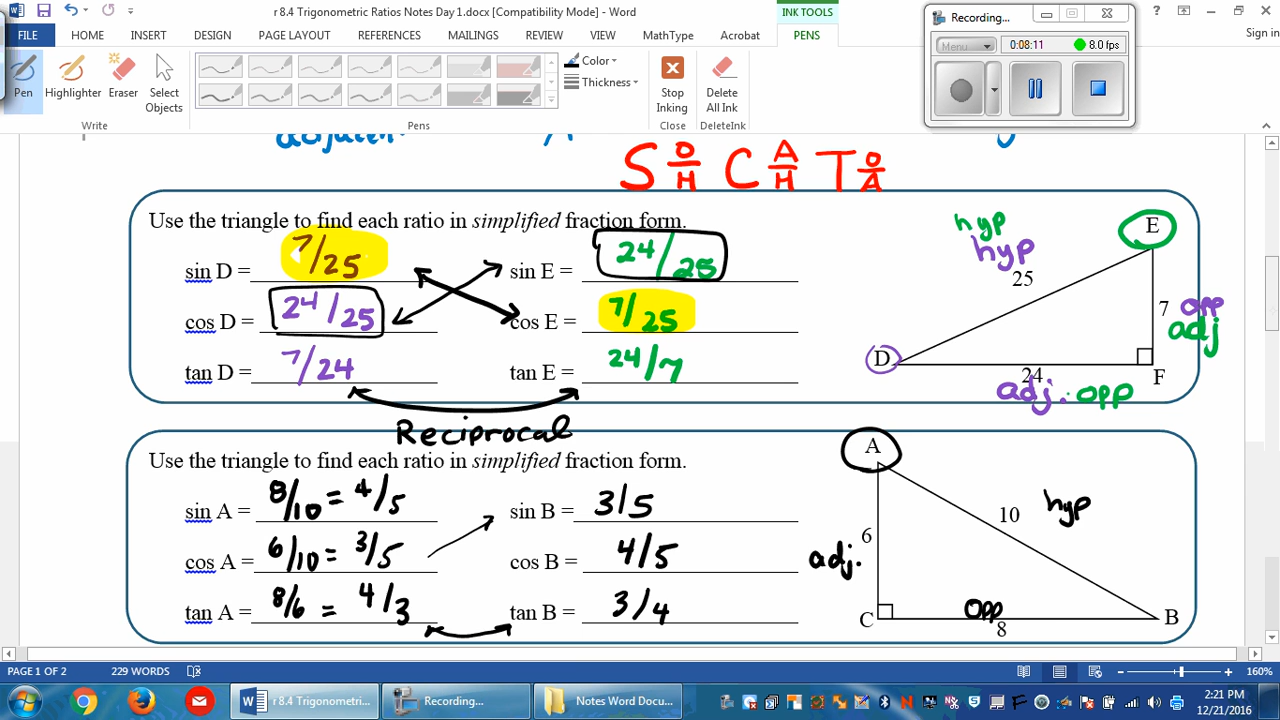 r 8.4 Trigonometric Ratios Notes Day 1.docx [Compatibility Mode] - Word
INK TOOLS
FILE HOME INSERT DESIGN PAGE LAYOUT REFERENCES MAILINGS REVIEW VIEW MathType Acrobat PENS
Sign in
Recording...
Menu 0:08:11 8.0 fps
Pen Highlighter Eraser Select Objects
Color
Thickness
Stop Inking
Delete All Ink
Write Pens Close DeleteInk
S O/H C A/H T O/A
Use the triangle to find each ratio in simplified fraction form.
sin D = 7/25 sin E = 24/25
cos D = 24/25 cos E = 7/25
tan D = 7/24 tan E = 24/7
Reciprocal
hyp
hyp
25
E
7 opp
adj
D
24
F
adj. opp
Use the triangle to find each ratio in simplified fraction form.
sin A = 8/10 = 4/5 sin B = 3/5
cos A = 6/10 = 3/5 cos B = 4/5
tan A = 8/6 = 4/3 tan B = 3/4
A
10 hyp
6
adj.
C
opp
8
B
PAGE 1 OF 2 229 WORDS 160%
r 8.4 Trigonometric... Recording... Notes Word Docu...
2:21 PM
12/21/2016